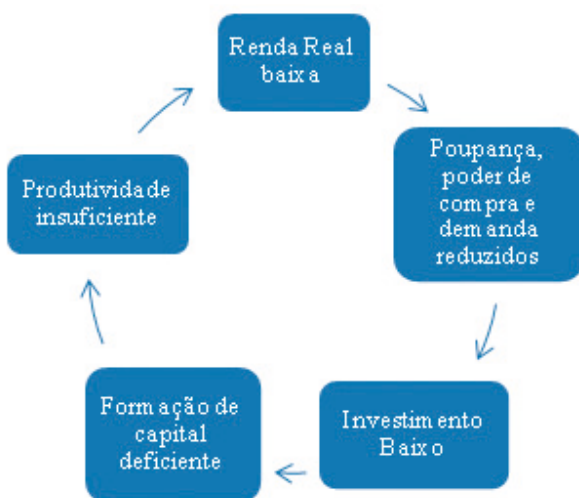 Renda Real
baixa
Poupança,
poder de
compra e
demanda
reduzidos
Investimento
Baixo
Formação de
capital
deficiente
Produtividade
insuficiente